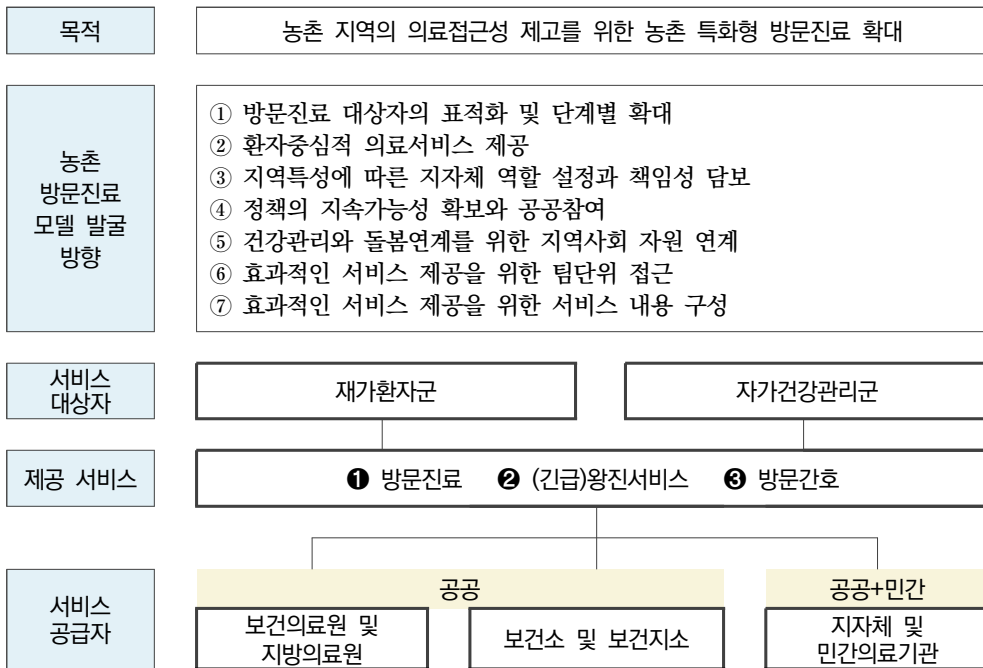 목적
농촌 지역의 의료접근성 제고를 위한 농촌 특화형 방문진료 확대
농촌
방문진료
모델 발굴
방향
① 방문진료 대상자의 표적화 및 단계별 확대
② 환자중심적 의료서비스 제공
③ 지역특성에 따른 지자체 역할 설정과 책임성 담보
④ 정책의 지속가능성 확보와 공공참여
⑤ 건강관리와 돌봄연계를 위한 지역사회 자원 연계
⑥ 효과적인 서비스 제공을 위한 팀단위 접근
⑦ 효과적인 서비스 제공을 위한 서비스 내용 구성
서비스
대상자
재가환자군
자가건강관리군
제공 서비스
❶ 방문진료 ❷ (긴급)왕진서비스 ❸ 방문간호
서비스
공급자
공공
공공+민간
보건의료원 및
지방의료원
보건소 및 보건지소
지자체 및
민간의료기관